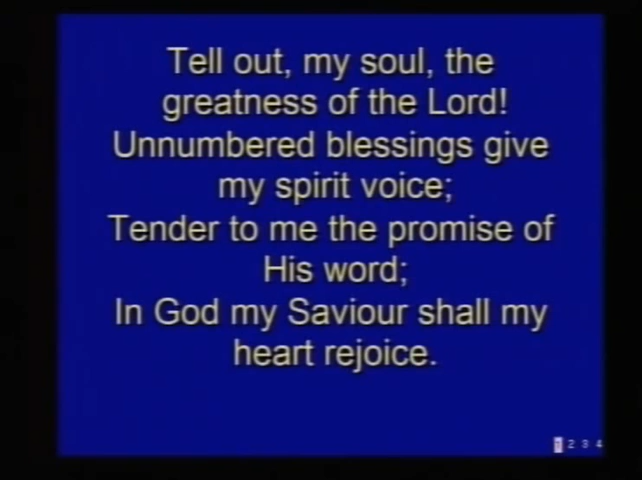 Tell out, my soul, the
greatness of the Lord!
Unnumbered blessings give
my spirit voice;
Tender to me the promise of
His word;
In God my Saviour shall my
heart rejoice.
1 2 3 4